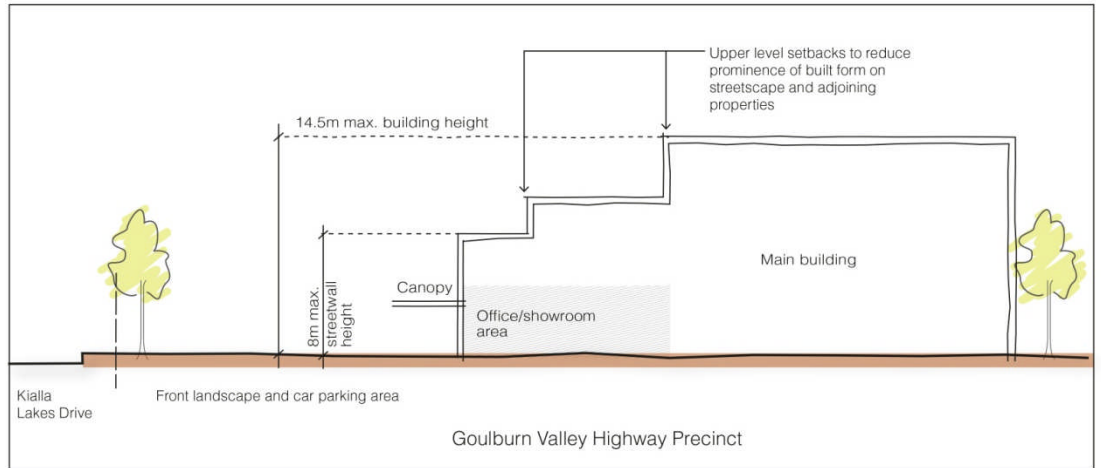 Upper level setbacks to reduce
prominence of built form on
streetscape and adjoining
properties
14.5m max. building height
8m max.
streetwall
height
Canopy
Main building
Office/showroom
area
Kialla
Lakes Drive
Front landscape and car parking area
Goulburn Valley Highway Precinct